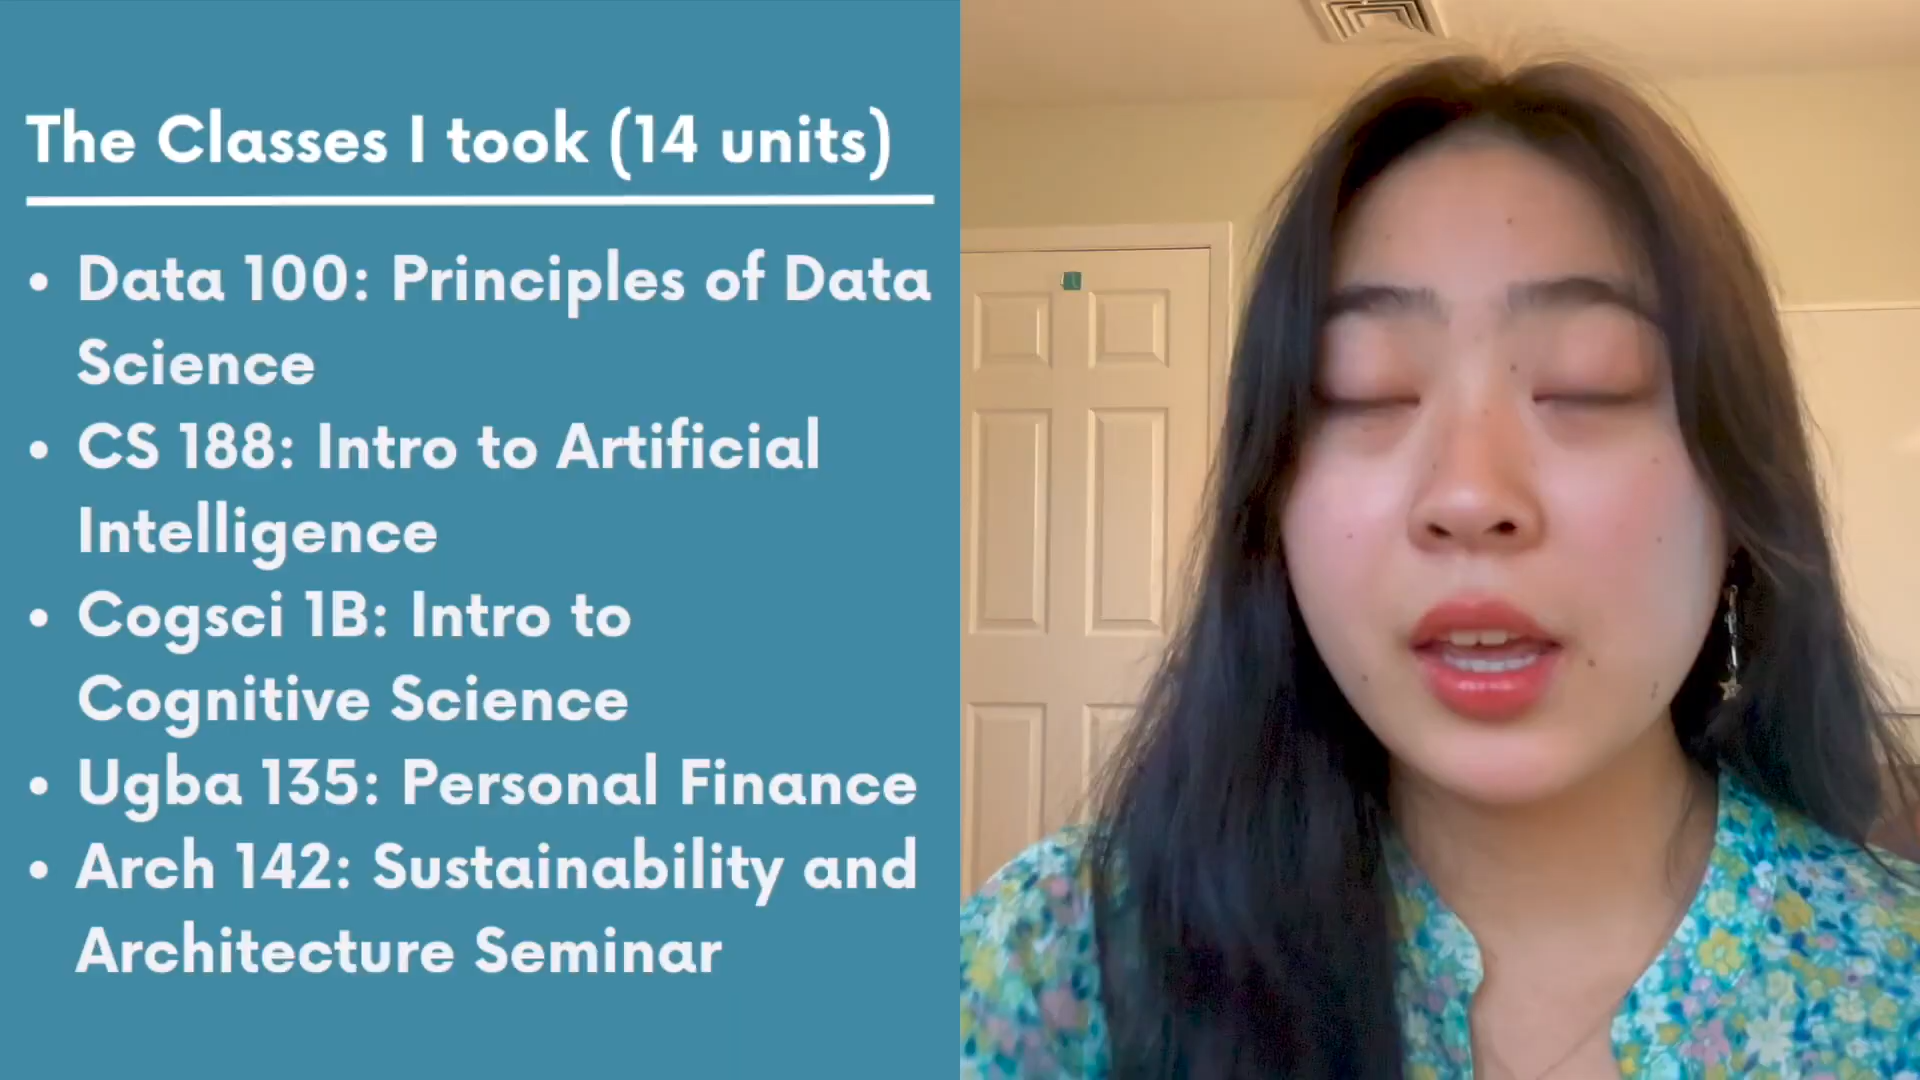 The Classes I took (14 units)
• Data 100: Principles of Data
Science
• CS 188: Intro to Artificial
Intelligence
• Cogsci 1B: Intro to
Cognitive Science
• Ugba 135: Personal Finance
• Arch 142: Sustainability and
Architecture Seminar